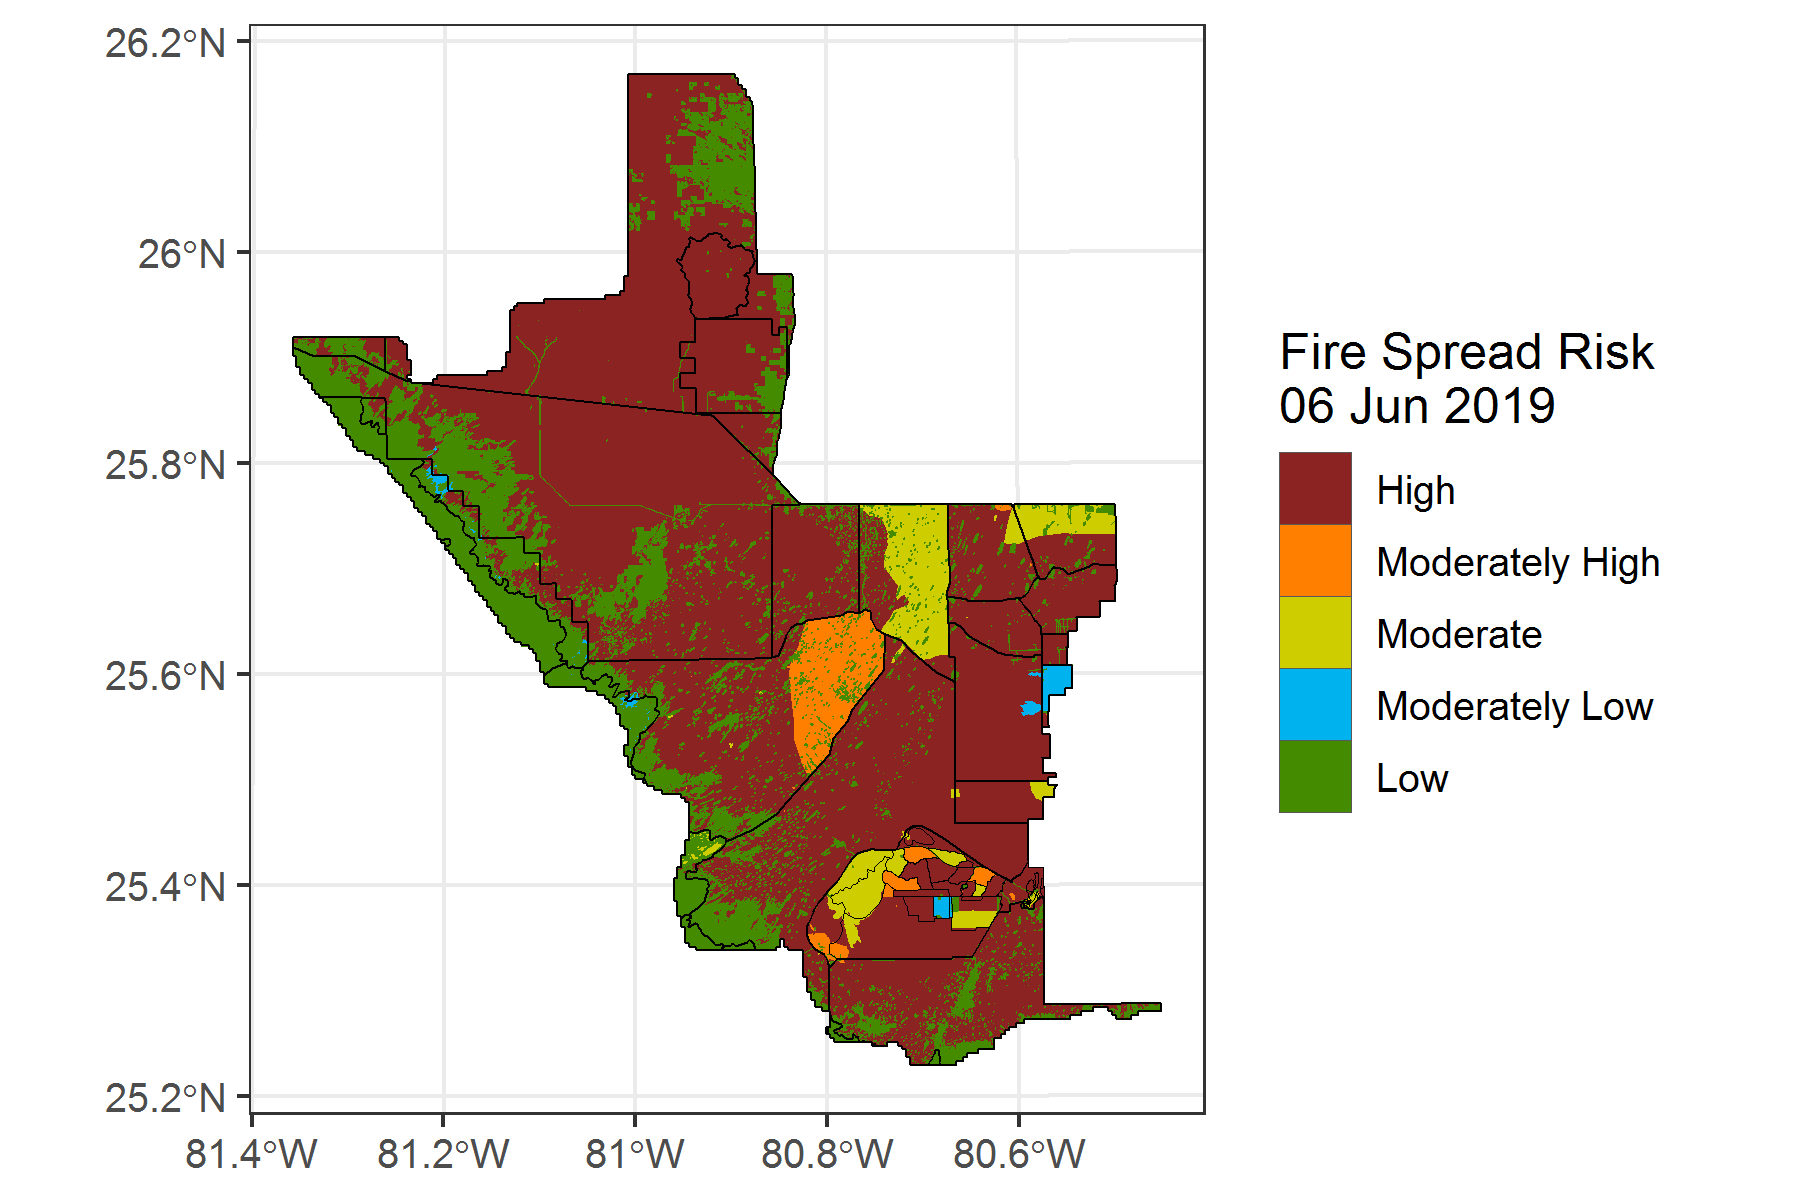 26.2°N
26°N
25.8°N
25.6°N
25.4°N
25.2°N
81.4°W
81.2°W
81°W
80.8°W
80.6°W
Fire Spread Risk
06 Jun 2019
High
Moderately High
Moderate
Moderately Low
Low